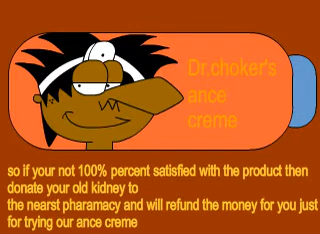 Dr.choker's
ance
creme
so if your not 100% percent satisfied with the product then
donate your old kidney to
the nearst pharamacy and will refund the money for you just
for trying our ance creme